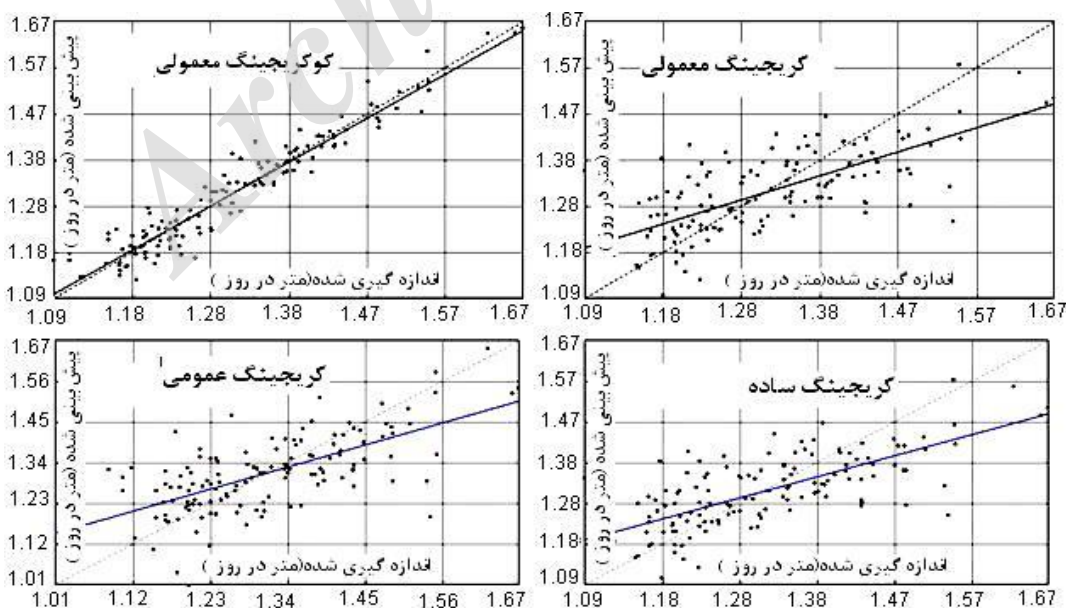 1.67
1.57
1.47
1.38
1.28
1.18
1.09
1.09 1.18 1.28 1.38 1.47 1.57 1.67
کوکریجینگ معمولی
پیش بینی شده (متر در روز )
اندازه گیری شده(متر در روز )
1.67
1.57
1.47
1.38
1.28
1.18
1.09
1.09 1.18 1.28 1.38 1.47 1.57 1.67
کریجینگ معمولی
پیش بینی شده (متر در روز )
اندازه گیری شده(متر در روز )
1.67
1.56
1.45
1.34
1.23
1.12
1.01
1.01 1.12 1.23 1.34 1.45 1.56 1.67
کریجینگ عمومی
پیش بینی شده (متر در روز )
اندازه گیری شده(متر در روز )
1.67
1.57
1.47
1.38
1.28
1.18
1.09
1.09 1.18 1.28 1.38 1.47 1.57 1.67
کریجینگ ساده
پیش بینی شده (متر در روز )
اندازه گیری شده(متر در روز )
Arch